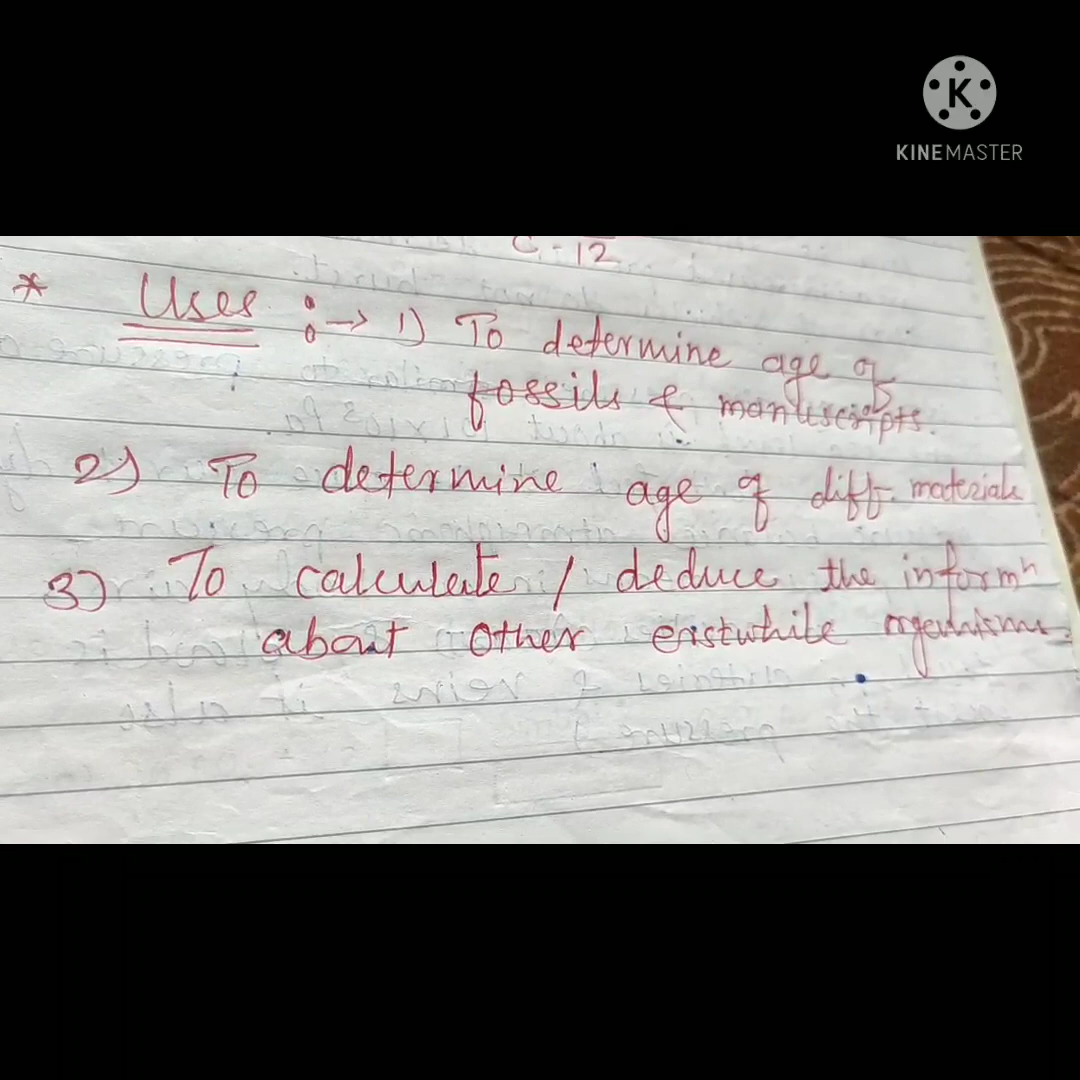 K
KINEMASTER
C-12
* Uses :→ 1) To determine age of
fossils & manuscripts.
2) To determine age of diff. materials
3) To calculate / deduce the informⁿ
about other erstwhile organisms.